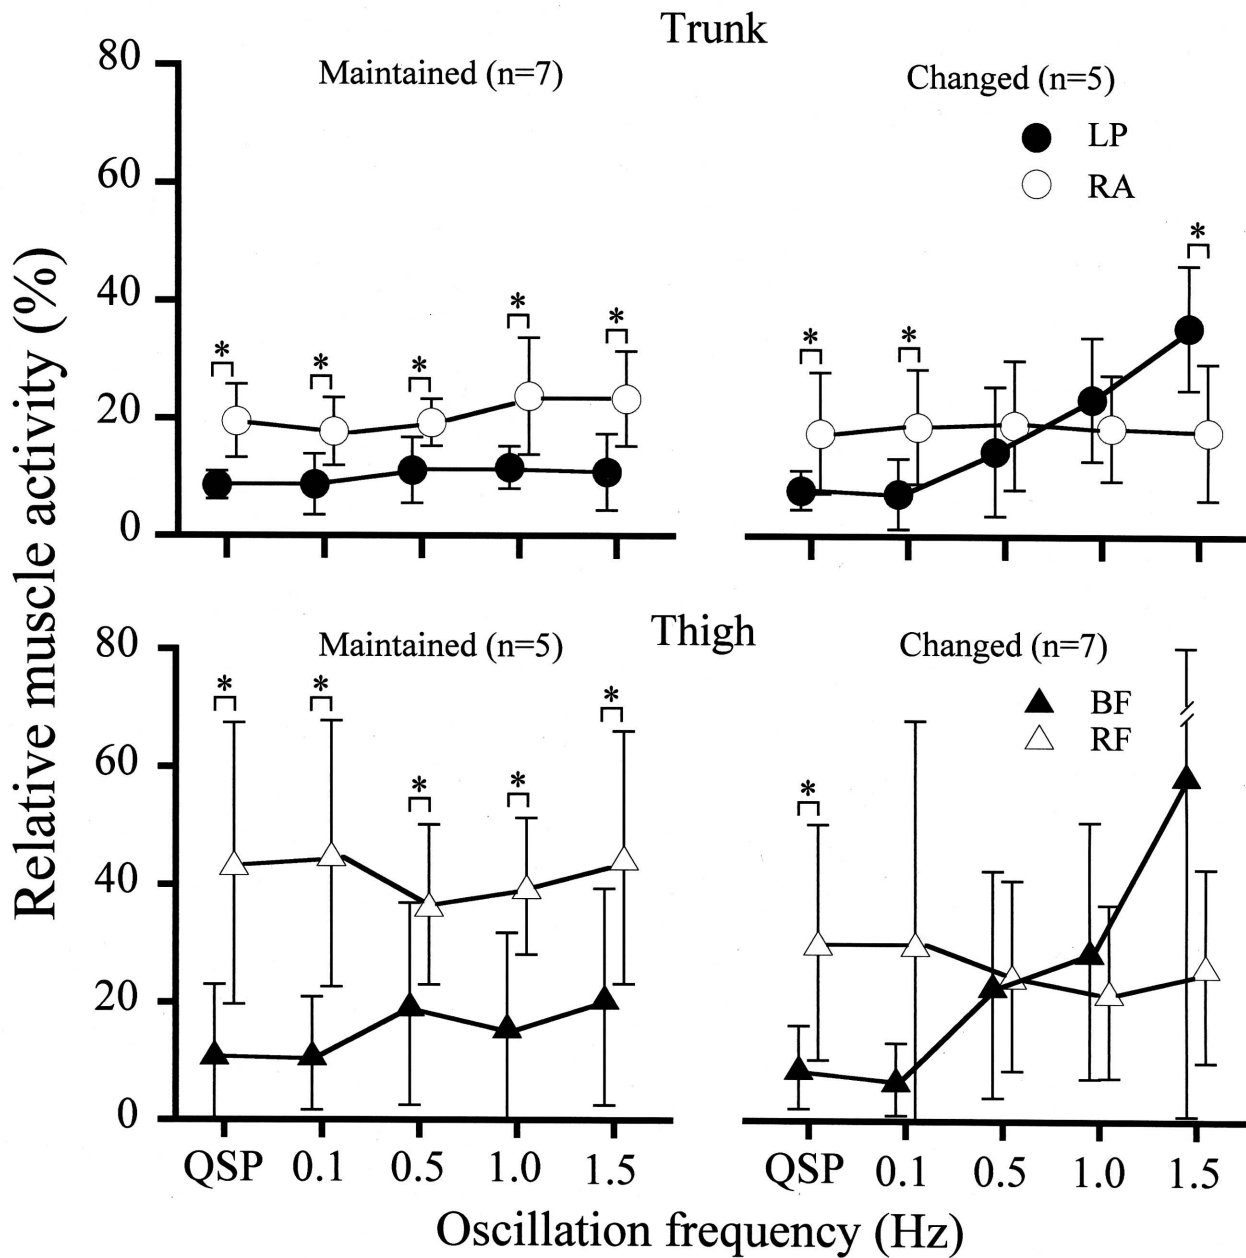 Trunk
Maintained (n=7)
Changed (n=5)
LP
RA
80
60
40
20
0
* * * * *
* * *
Relative muscle activity (%)
Thigh
Maintained (n=5)
Changed (n=7)
BF
RF
80
60
40
20
0
* * * * *
*
QSP 0.1 0.5 1.0 1.5
QSP 0.1 0.5 1.0 1.5
Oscillation frequency (Hz)